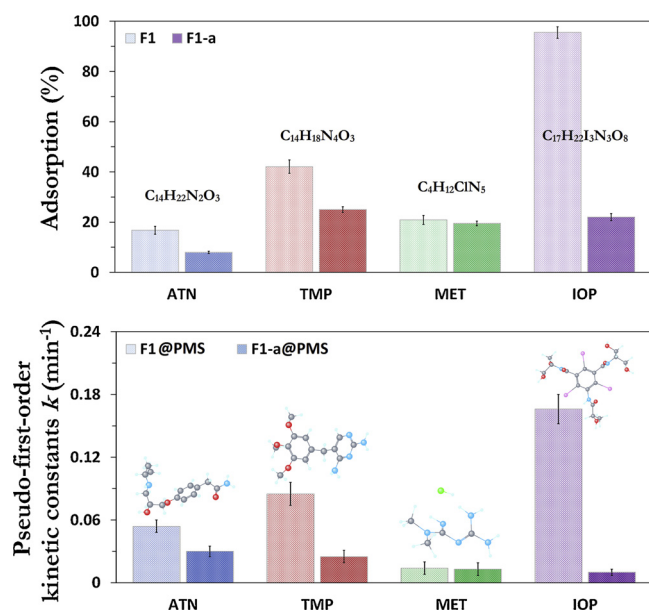 100
80
60
40
20
0
Adsorption (%)
F1 F1-a
C₁₄H₂₂N₂O₃
C₁₄H₁₈N₄O₃
C₄H₁₂ClN₅
C₁₇H₂₂I₃N₃O₈
ATN TMP MET IOP
0.24
0.18
0.12
0.06
0
Pseudo-first-order
kinetic constants k (min⁻¹)
F1@PMS F1-a@PMS
ATN TMP MET IOP